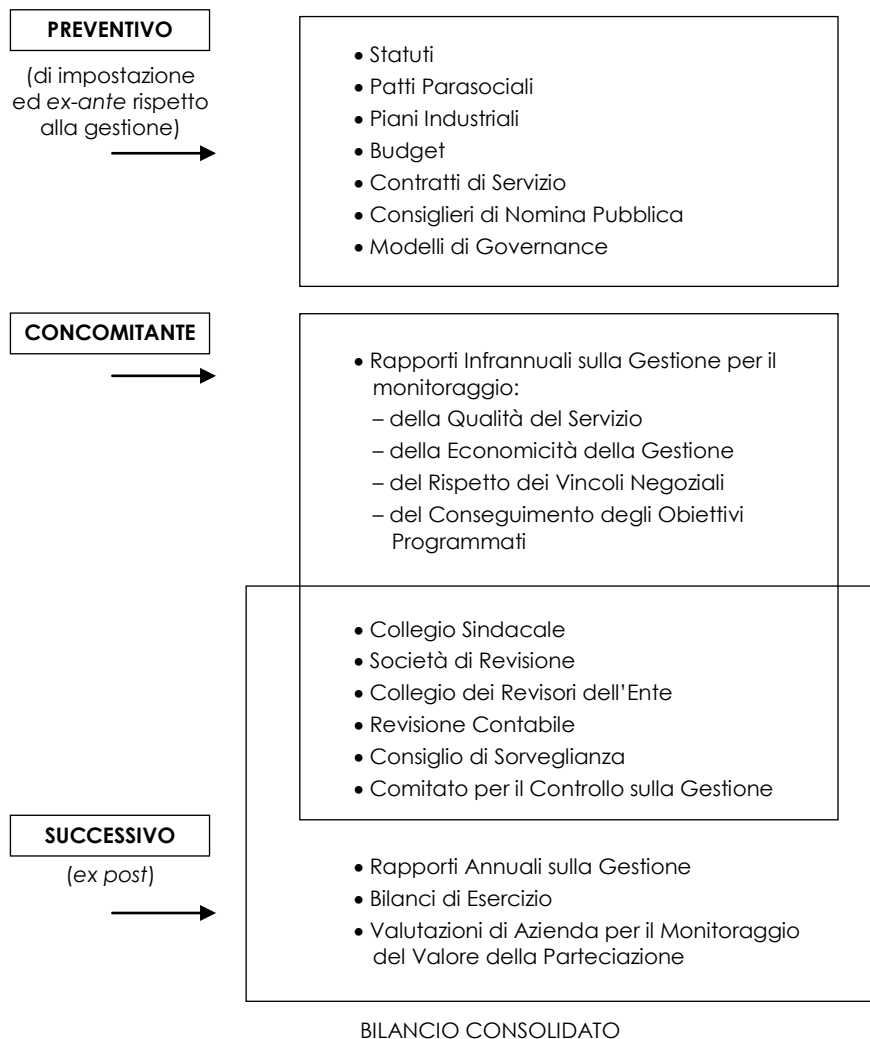 PREVENTIVO
(di impostazione
ed ex-ante rispetto
alla gestione)
• Statuti
• Patti Parasociali
• Piani Industriali
• Budget
• Contratti di Servizio
• Consiglieri di Nomina Pubblica
• Modelli di Governance
CONCOMITANTE
• Rapporti Infrannuali sulla Gestione per il
monitoraggio:
– della Qualità del Servizio
– della Economicità della Gestione
– del Rispetto dei Vincoli Negoziali
– del Conseguimento degli Obiettivi
Programmati
• Collegio Sindacale
• Società di Revisione
• Collegio dei Revisori dell'Ente
• Revisione Contabile
• Consiglio di Sorveglianza
• Comitato per il Controllo sulla Gestione
SUCCESSIVO
(ex post)
• Rapporti Annuali sulla Gestione
• Bilanci di Esercizio
• Valutazioni di Azienda per il Monitoraggio
del Valore della Parteciazione
BILANCIO CONSOLIDATO